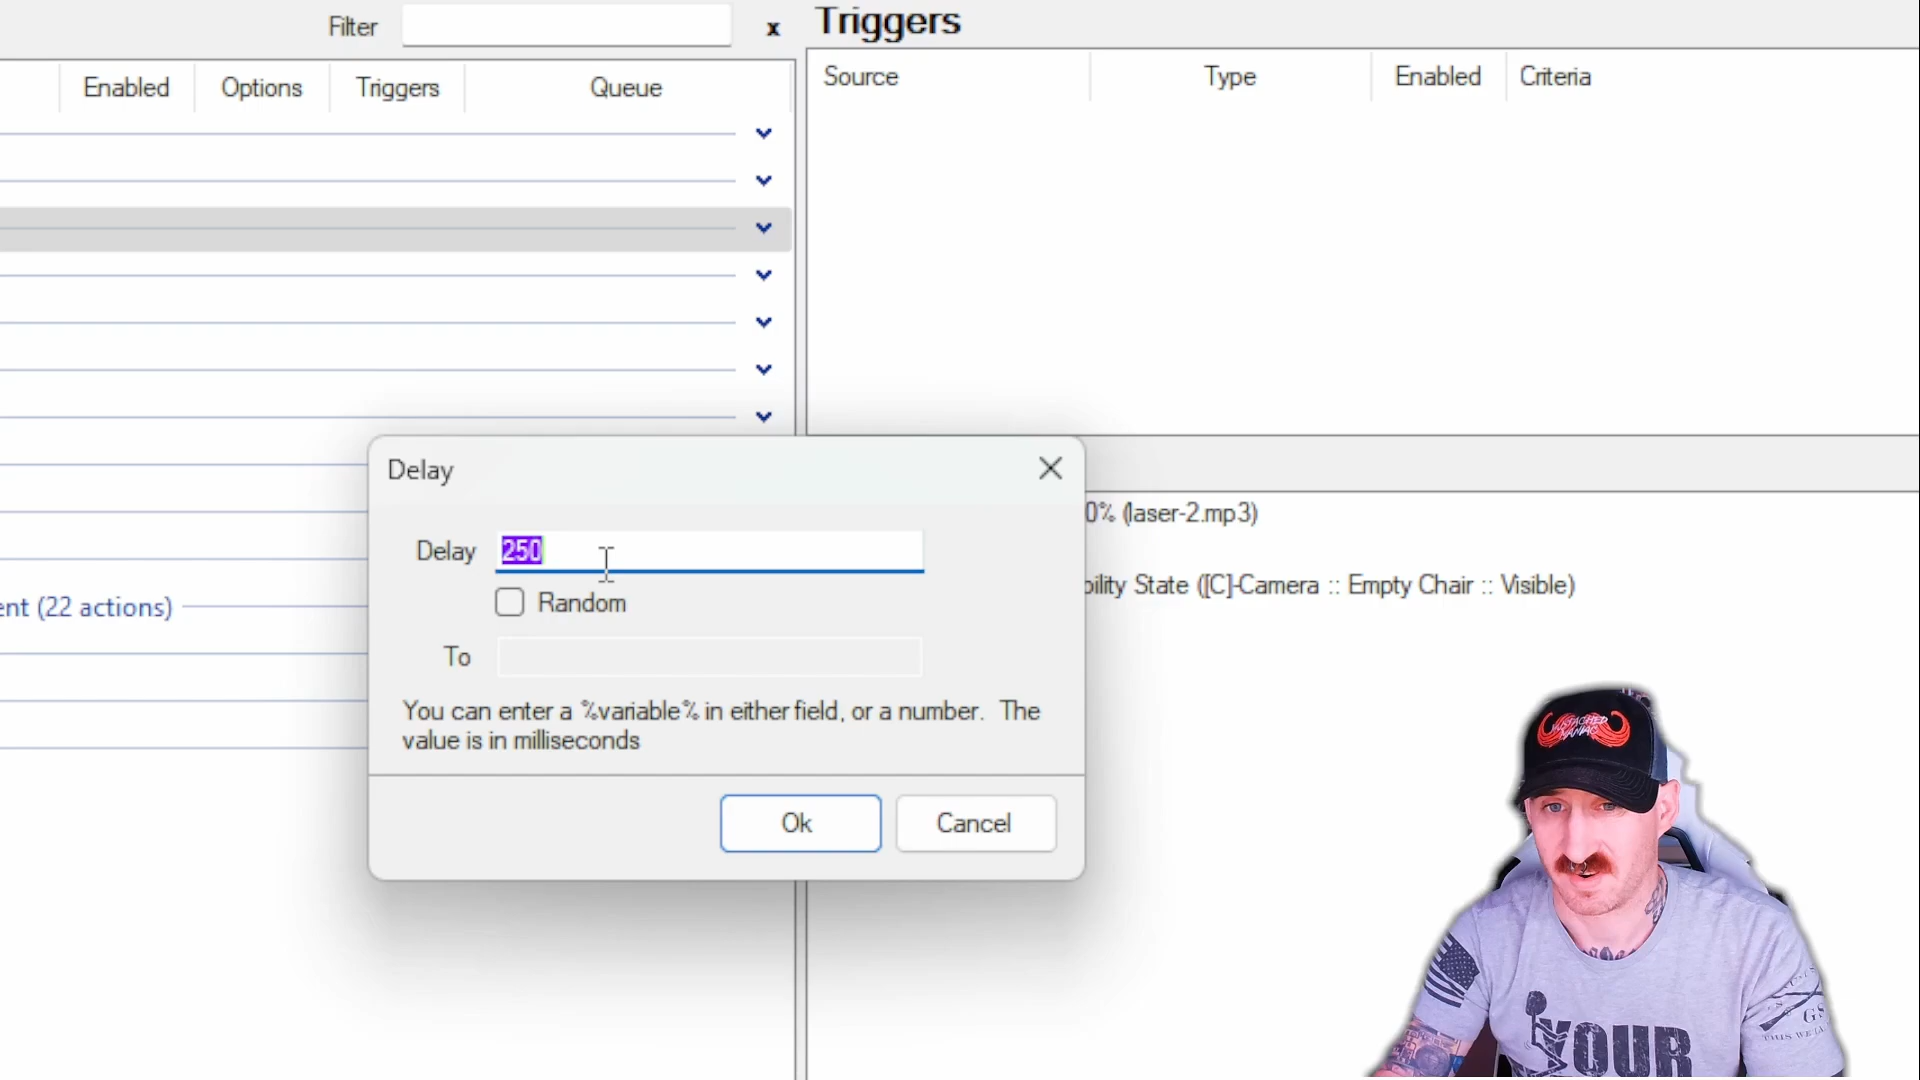 Filter
x
Triggers
Enabled
Options
Triggers
Queue
Source
Type
Enabled
Criteria
Delay
0% (laser-2.mp3)
Delay
250
bility State ([C]-Camera :: Empty Chair :: Visible)
Random
ent (22 actions)
To
You can enter a %variable% in either field, or a number. The
value is in milliseconds
Ok
Cancel
MUSTACHED
MANIAC
YOUR